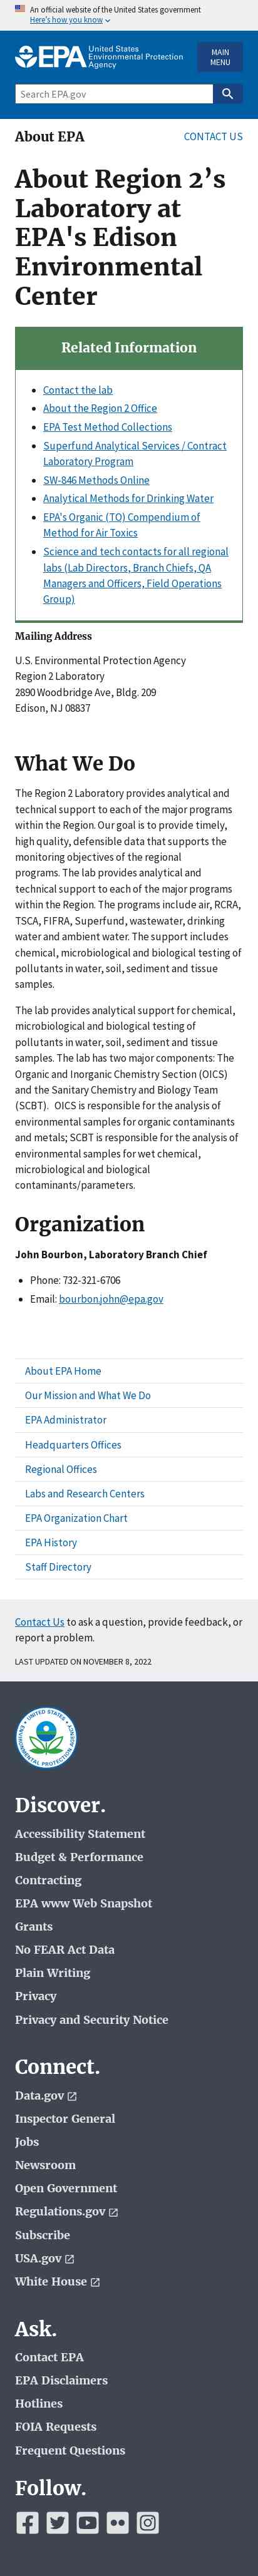 An official website of the United States government
Here's how you know
EPA
United States
Environmental Protection
Agency
MAIN
MENU
Search EPA.gov
About EPA
CONTACT US
About Region 2's
Laboratory at
EPA's Edison
Environmental
Center
Related Information
Contact the lab
About the Region 2 Office
EPA Test Method Collections
Superfund Analytical Services / Contract
Laboratory Program
SW-846 Methods Online
Analytical Methods for Drinking Water
EPA's Organic (TO) Compendium of
Method for Air Toxics
Science and tech contacts for all regional
labs (Lab Directors, Branch Chiefs, QA
Managers and Officers, Field Operations
Group)
Mailing Address
U.S. Environmental Protection Agency
Region 2 Laboratory
2890 Woodbridge Ave, Bldg. 209
Edison, NJ 08837
What We Do
The Region 2 Laboratory provides analytical and
technical support to each of the major programs
within the Region. Our goal is to provide timely,
high quality, defensible data that supports the
monitoring objectives of the regional
programs. The lab provides analytical and
technical support to each of the major programs
within the Region. The programs include air, RCRA,
TSCA, FIFRA, Superfund, wastewater, drinking
water and ambient water. The support includes
chemical, microbiological and biological testing of
pollutants in water, soil, sediment and tissue
samples.
The lab provides analytical support for chemical,
microbiological and biological testing of
pollutants in water, soil, sediment and tissue
samples. The lab has two major components: The
Organic and Inorganic Chemistry Section (OICS)
and the Sanitary Chemistry and Biology Team
(SCBT). OICS is responsible for the analysis of
environmental samples for organic contaminants
and metals; SCBT is responsible for the analysis of
environmental samples for wet chemical,
microbiological and biological
contaminants/parameters.
Organization
John Bourbon, Laboratory Branch Chief
Phone: 732-321-6706
Email: bourbon.john@epa.gov
About EPA Home
Our Mission and What We Do
EPA Administrator
Headquarters Offices
Regional Offices
Labs and Research Centers
EPA Organization Chart
EPA History
Staff Directory
Contact Us to ask a question, provide feedback, or
report a problem.
LAST UPDATED ON NOVEMBER 8, 2022
UNITED STATES
ENVIRONMENTAL PROTECTION AGENCY
Discover.
Accessibility Statement
Budget & Performance
Contracting
EPA www Web Snapshot
Grants
No FEAR Act Data
Plain Writing
Privacy
Privacy and Security Notice
Connect.
Data.gov
Inspector General
Jobs
Newsroom
Open Government
Regulations.gov
Subscribe
USA.gov
White House
Ask.
Contact EPA
EPA Disclaimers
Hotlines
FOIA Requests
Frequent Questions
Follow.